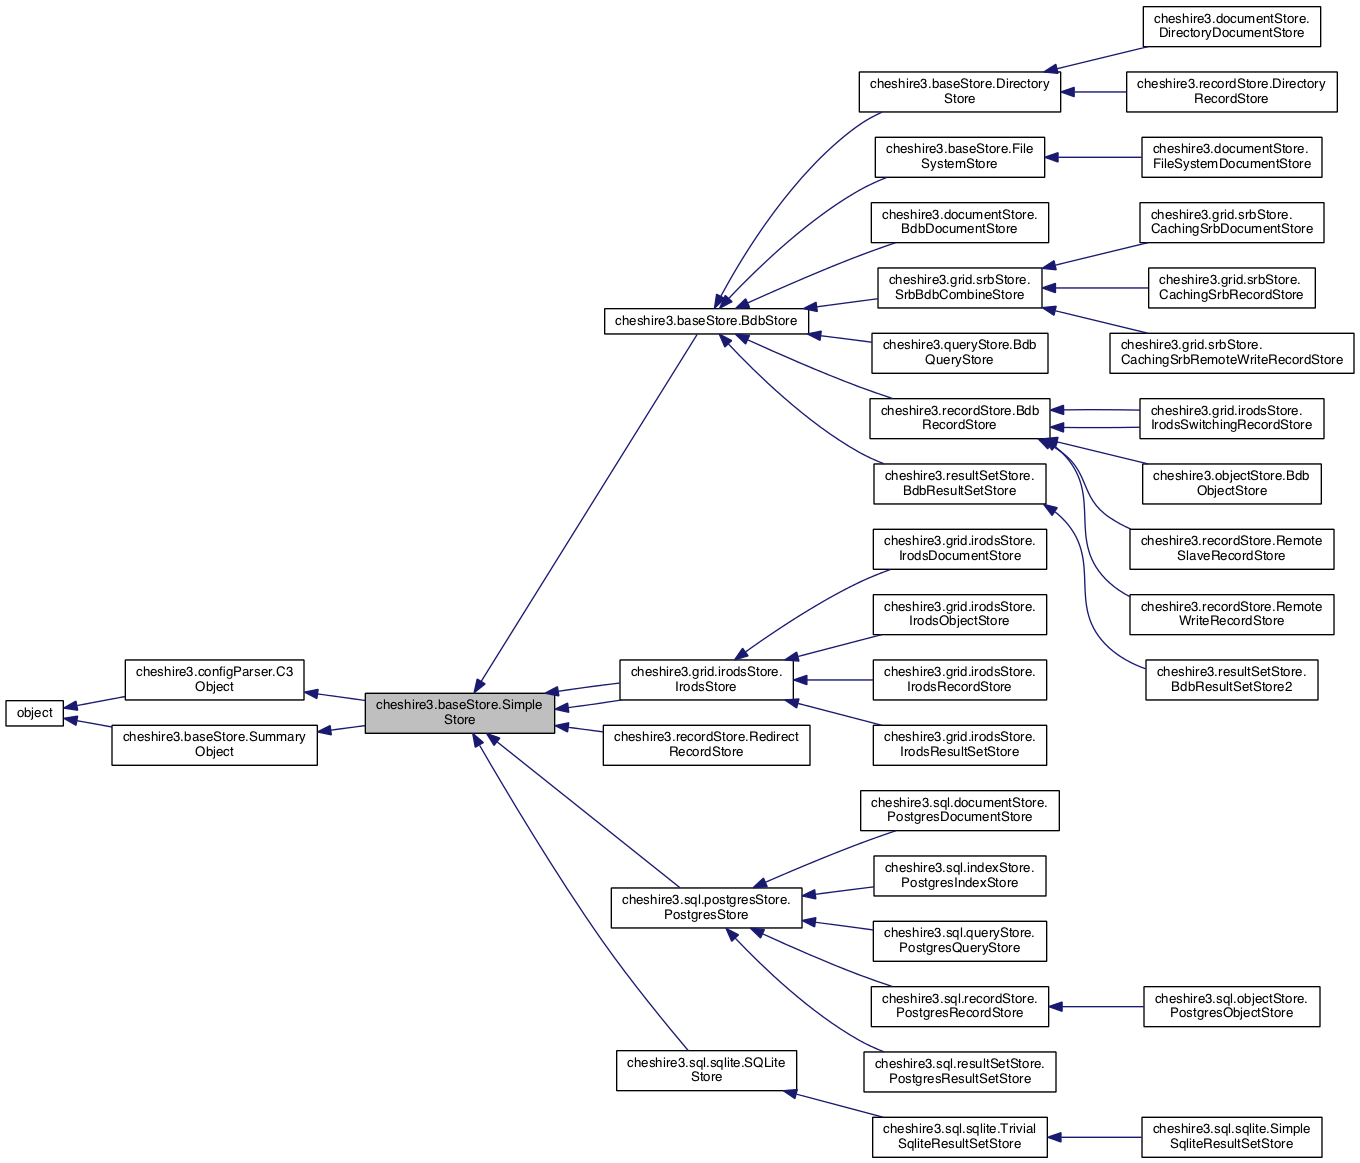 object
cheshire3.configParser.C3
Object
cheshire3.baseStore.Summary
Object
cheshire3.baseStore.Simple
Store
cheshire3.baseStore.BdbStore
cheshire3.grid.irodsStore.
IrodsStore
cheshire3.recordStore.Redirect
RecordStore
cheshire3.sql.postgresStore.
PostgresStore
cheshire3.sql.sqlite.SQLite
Store
cheshire3.baseStore.Directory
Store
cheshire3.baseStore.File
SystemStore
cheshire3.documentStore.
BdbDocumentStore
cheshire3.grid.srbStore.
SrbBdbCombineStore
cheshire3.queryStore.Bdb
QueryStore
cheshire3.recordStore.Bdb
RecordStore
cheshire3.resultSetStore.
BdbResultSetStore
cheshire3.grid.irodsStore.
IrodsDocumentStore
cheshire3.grid.irodsStore.
IrodsObjectStore
cheshire3.grid.irodsStore.
IrodsRecordStore
cheshire3.grid.irodsStore.
IrodsResultSetStore
cheshire3.sql.documentStore.
PostgresDocumentStore
cheshire3.sql.indexStore.
PostgresIndexStore
cheshire3.sql.queryStore.
PostgresQueryStore
cheshire3.sql.recordStore.
PostgresRecordStore
cheshire3.sql.resultSetStore.
PostgresResultSetStore
cheshire3.sql.sqlite.Trivial
SqliteResultSetStore
cheshire3.documentStore.
DirectoryDocumentStore
cheshire3.recordStore.Directory
RecordStore
cheshire3.documentStore.
FileSystemDocumentStore
cheshire3.grid.srbStore.
CachingSrbDocumentStore
cheshire3.grid.srbStore.
CachingSrbRecordStore
cheshire3.grid.srbStore.
CachingSrbRemoteWriteRecordStore
cheshire3.grid.irodsStore.
IrodsSwitchingRecordStore
cheshire3.objectStore.Bdb
ObjectStore
cheshire3.recordStore.Remote
SlaveRecordStore
cheshire3.recordStore.Remote
WriteRecordStore
cheshire3.resultSetStore.
BdbResultSetStore2
cheshire3.sql.objectStore.
PostgresObjectStore
cheshire3.sql.sqlite.Simple
SqliteResultSetStore